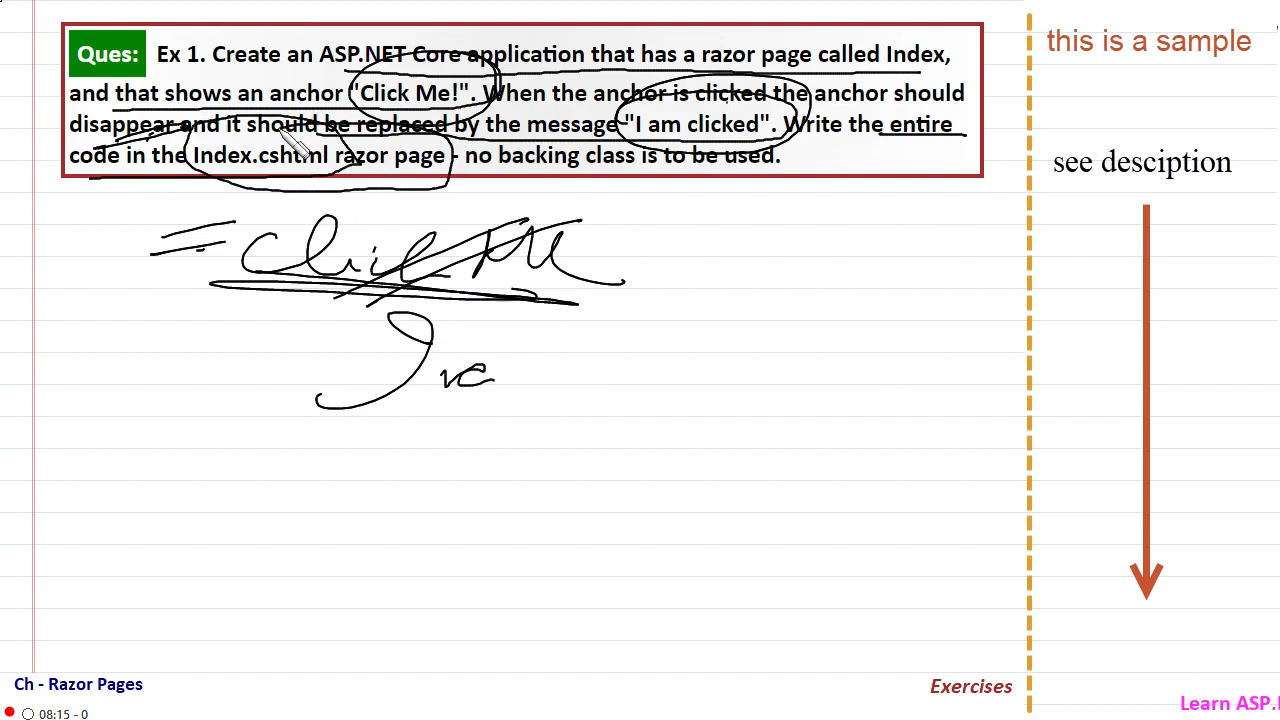 Ques: Ex 1. Create an ASP.NET Core application that has a razor page called Index,
and that shows an anchor "Click Me!". When the anchor is clicked the anchor should
disappear and it should be replaced by the message "I am clicked". Write the entire
code in the Index.cshtml razor page - no backing class is to be used.
this is a sample
see desciption
Ch - Razor Pages
Exercises
Learn ASP.
08:15 - 0